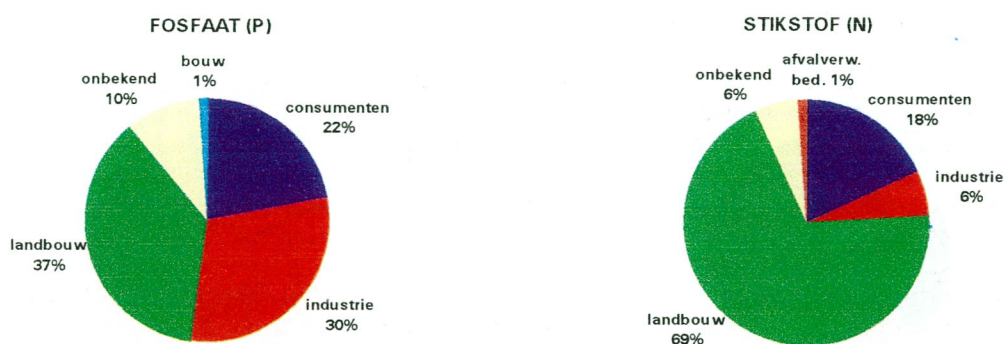 FOSFAAT (P)
bouw
1%
onbekend
10%
consumenten
22%
landbouw
37%
industrie
30%
STIKSTOF (N)
afvalverw.
bed. 1%
onbekend
6%
consumenten
18%
industrie
6%
landbouw
69%